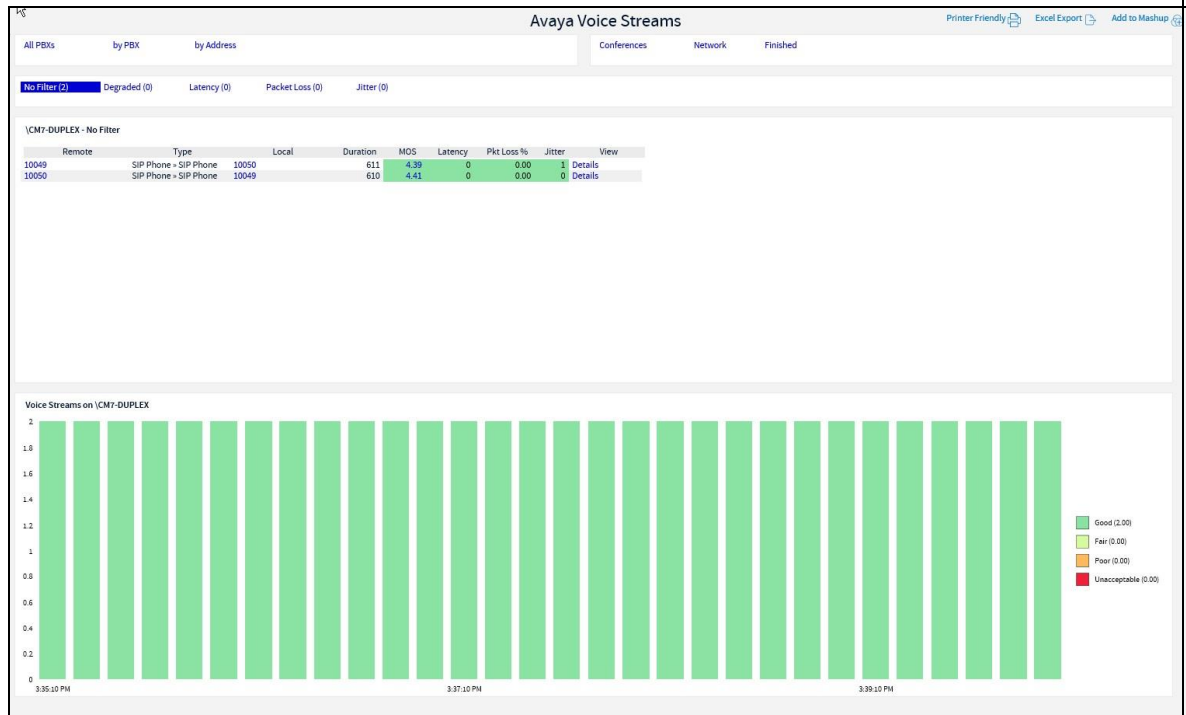 Avaya Voice Streams
Printer Friendly Excel Export Add to Mashup
All PBXs by PBX by Address
Conferences Network Finished
No Filter (2) Degraded (0) Latency (0) Packet Loss (0) Jitter (0)
\CM7-DUPLEX - No Filter
Remote Type Local Duration MOS Latency Pkt Loss % Jitter View
10049 SIP Phone » SIP Phone 10050 611 4.39 0 0.00 1 Details
10050 SIP Phone » SIP Phone 10049 610 4.41 0 0.00 0 Details
Voice Streams on \CM7-DUPLEX
2
1.8
1.6
1.4
1.2
1
0.8
0.6
0.4
0.2
0
3:35:10 PM 3:37:10 PM 3:39:10 PM
Good (2.00)
Fair (0.00)
Poor (0.00)
Unacceptable (0.00)